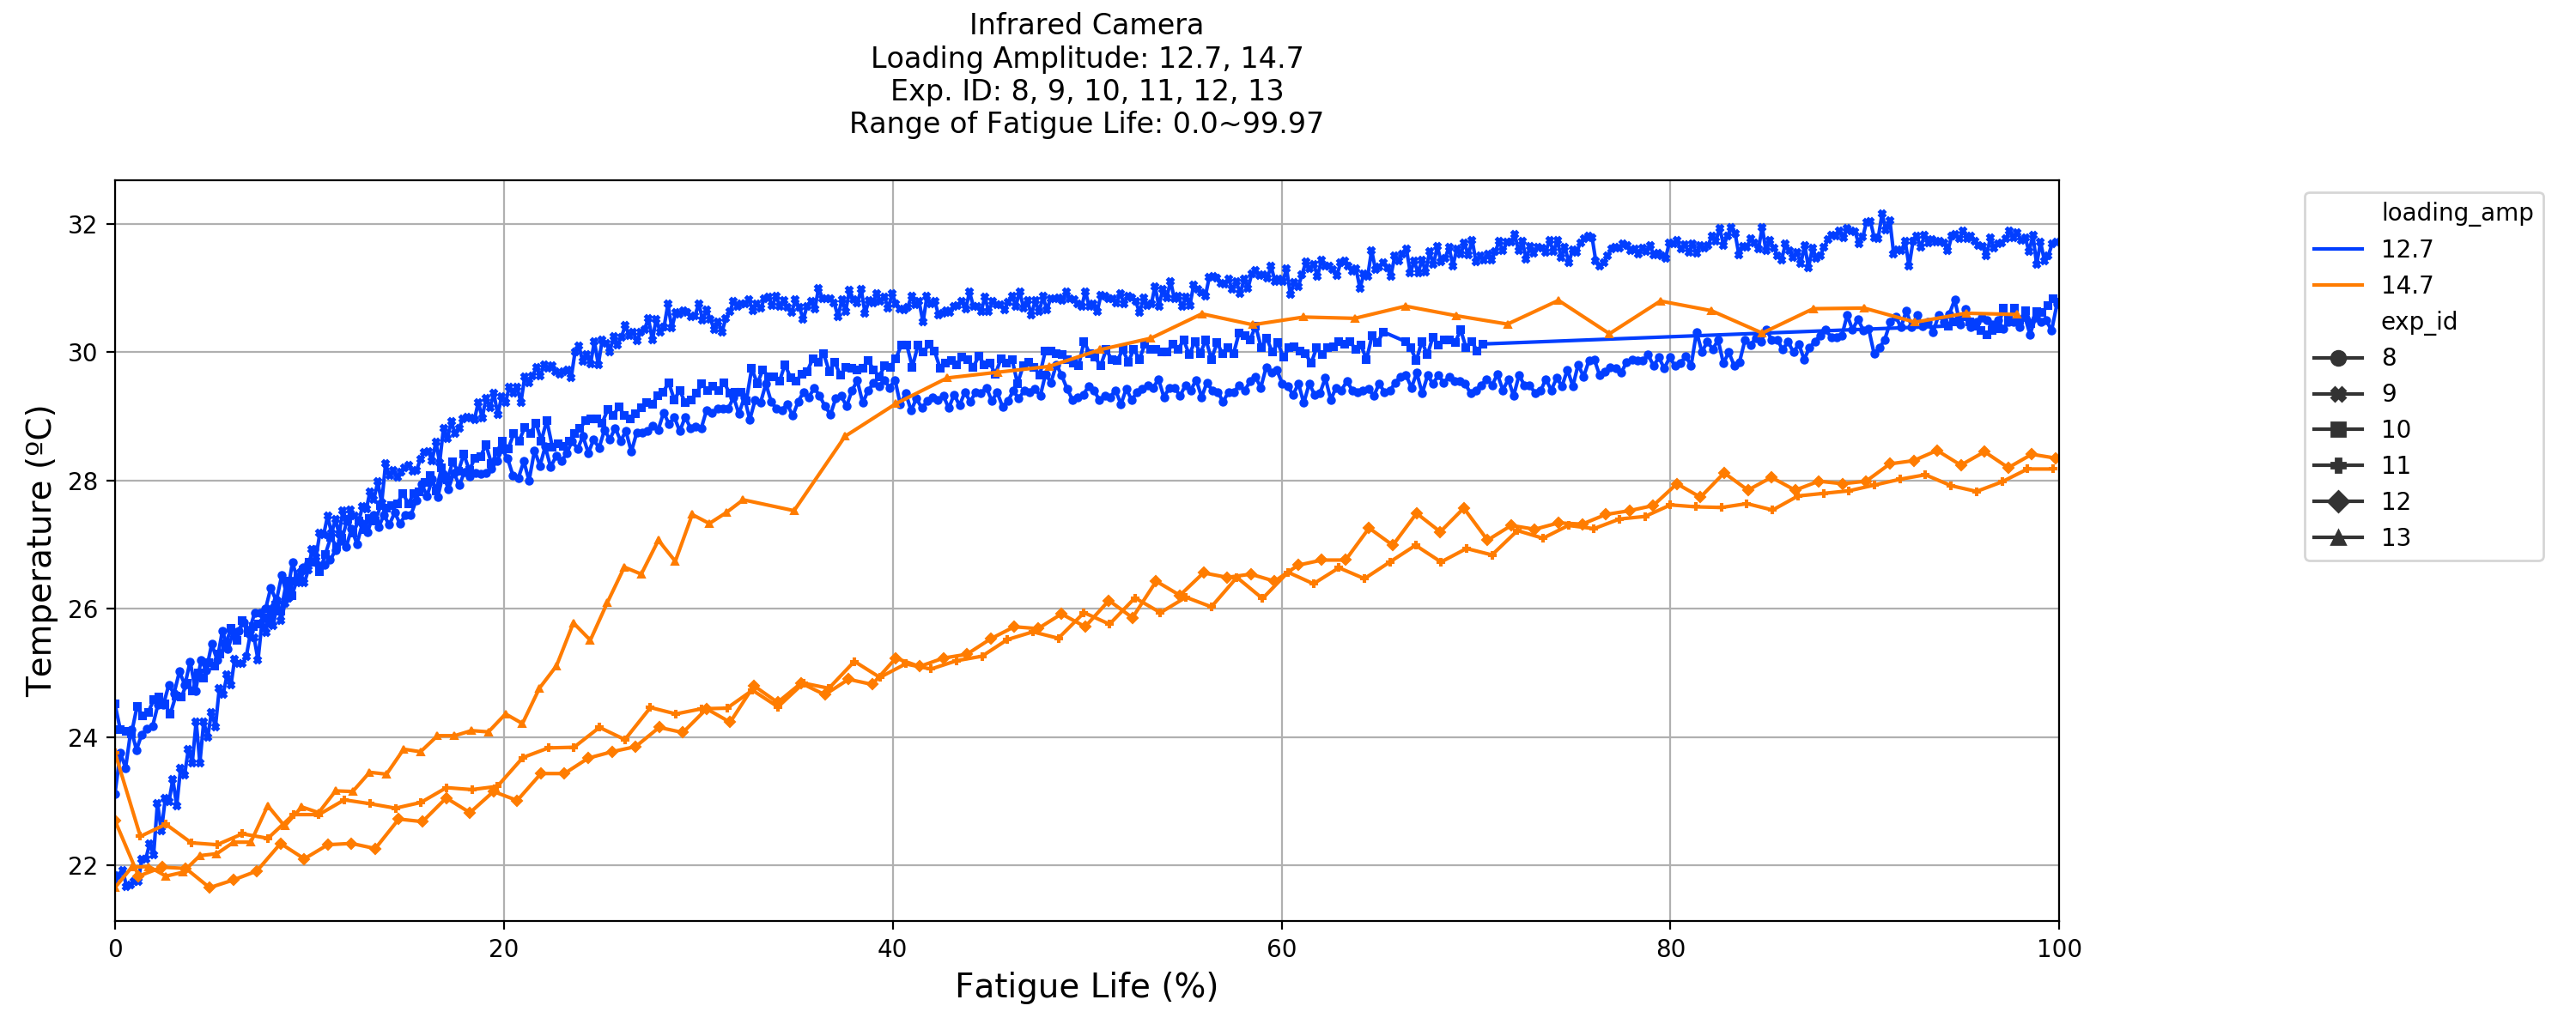 Infrared Camera
Loading Amplitude: 12.7, 14.7
Exp. ID: 8, 9, 10, 11, 12, 13
Range of Fatigue Life: 0.0~99.97
32
30
28
26
24
22
Temperature (ºC)
0
20
40
60
80
100
Fatigue Life (%)
loading_amp
12.7
14.7
exp_id
8
9
10
11
12
13